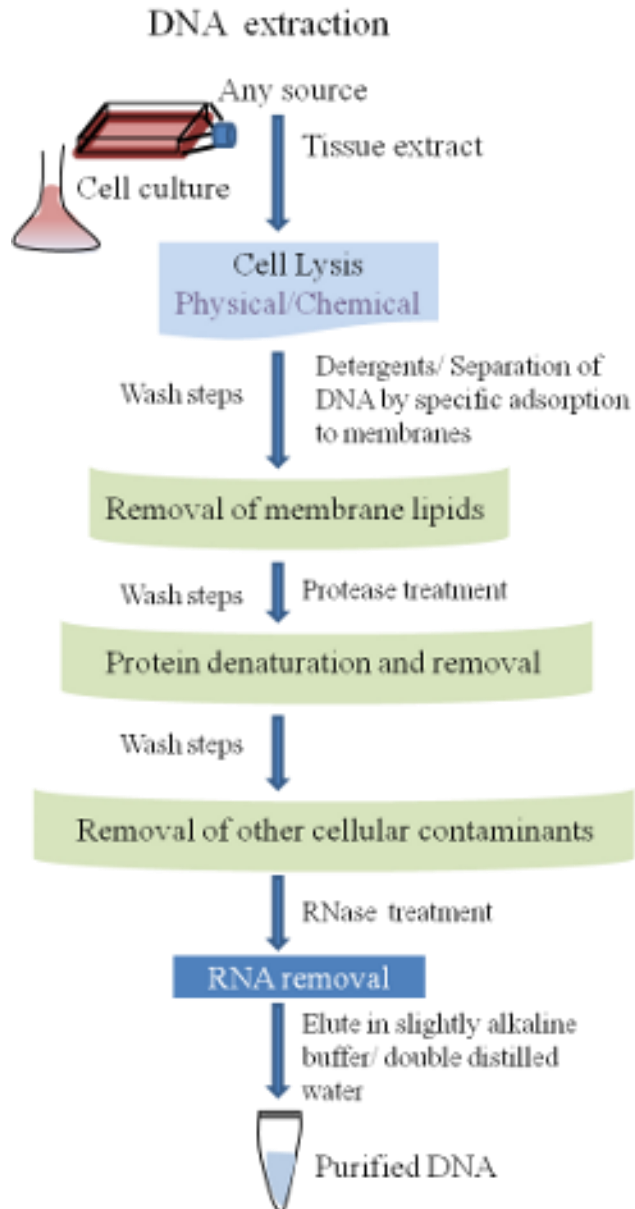 DNA extraction
Any source
Tissue extract
Cell culture
Cell Lysis
Physical/Chemical
Wash steps
Detergents/ Separation of
DNA by specific adsorption
to membranes
Removal of membrane lipids
Wash steps
Protease treatment
Protein denaturation and removal
Wash steps
Removal of other cellular contaminants
RNase treatment
RNA removal
Elute in slightly alkaline
buffer/ double distilled
water
Purified DNA